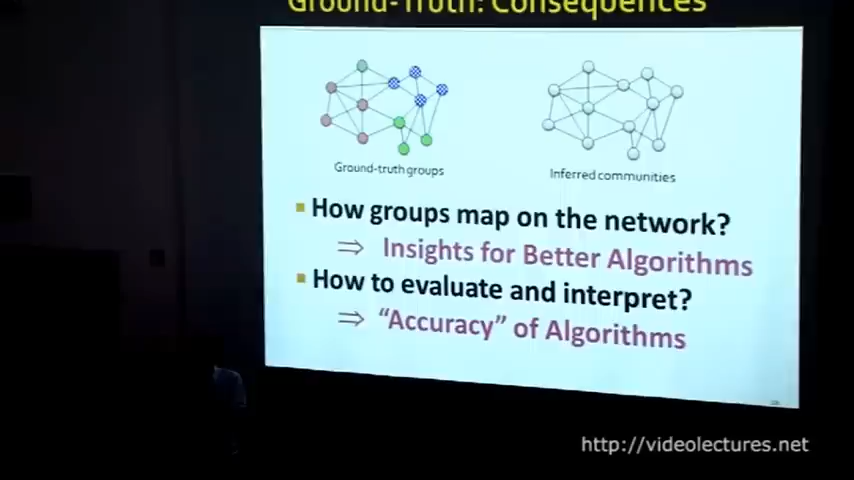 Ground-Truth: Consequences
Ground-truth groups
Inferred communities
How groups map on the network?
⇒ Insights for Better Algorithms
How to evaluate and interpret?
⇒ “Accuracy” of Algorithms
http://videolectures.net